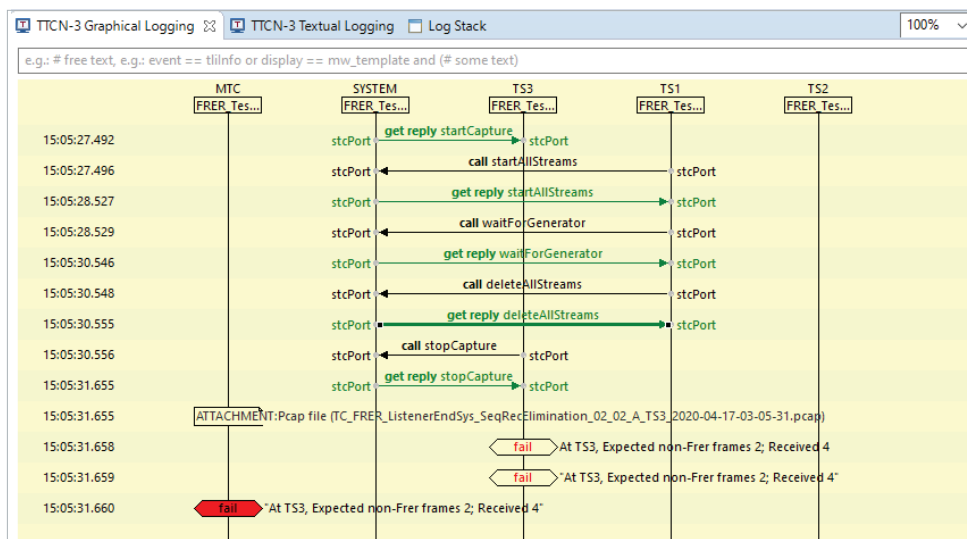 TTCN-3 Graphical Logging TTCN-3 Textual Logging Log Stack 100%
e.g.: # free text, e.g.: event == tliInfo or display == mw_template and (# some text)
MTC SYSTEM TS3 TS1 TS2
FRER_Tes... FRER_Tes... FRER_Tes... FRER_Tes... FRER_Tes...
15:05:27.492 stcPort get reply startCapture stcPort
15:05:27.496 stcPort call startAllStreams stcPort
15:05:28.527 stcPort get reply startAllStreams stcPort
15:05:28.529 stcPort call waitForGenerator stcPort
15:05:30.546 stcPort get reply waitForGenerator stcPort
15:05:30.548 stcPort call deleteAllStreams stcPort
15:05:30.555 stcPort get reply deleteAllStreams stcPort
15:05:30.556 stcPort call stopCapture stcPort
15:05:31.655 stcPort get reply stopCapture stcPort
15:05:31.655 ATTACHMENT:Pcap file (TC_FRER_ListenerEndSys_SeqRecElimination_02_02_A_TS3_2020-04-17-03-05-31.pcap)
15:05:31.658 fail At TS3, Expected non-Frer frames 2; Received 4
15:05:31.659 fail "At TS3, Expected non-Frer frames 2; Received 4"
15:05:31.660 fail "At TS3, Expected non-Frer frames 2; Received 4"